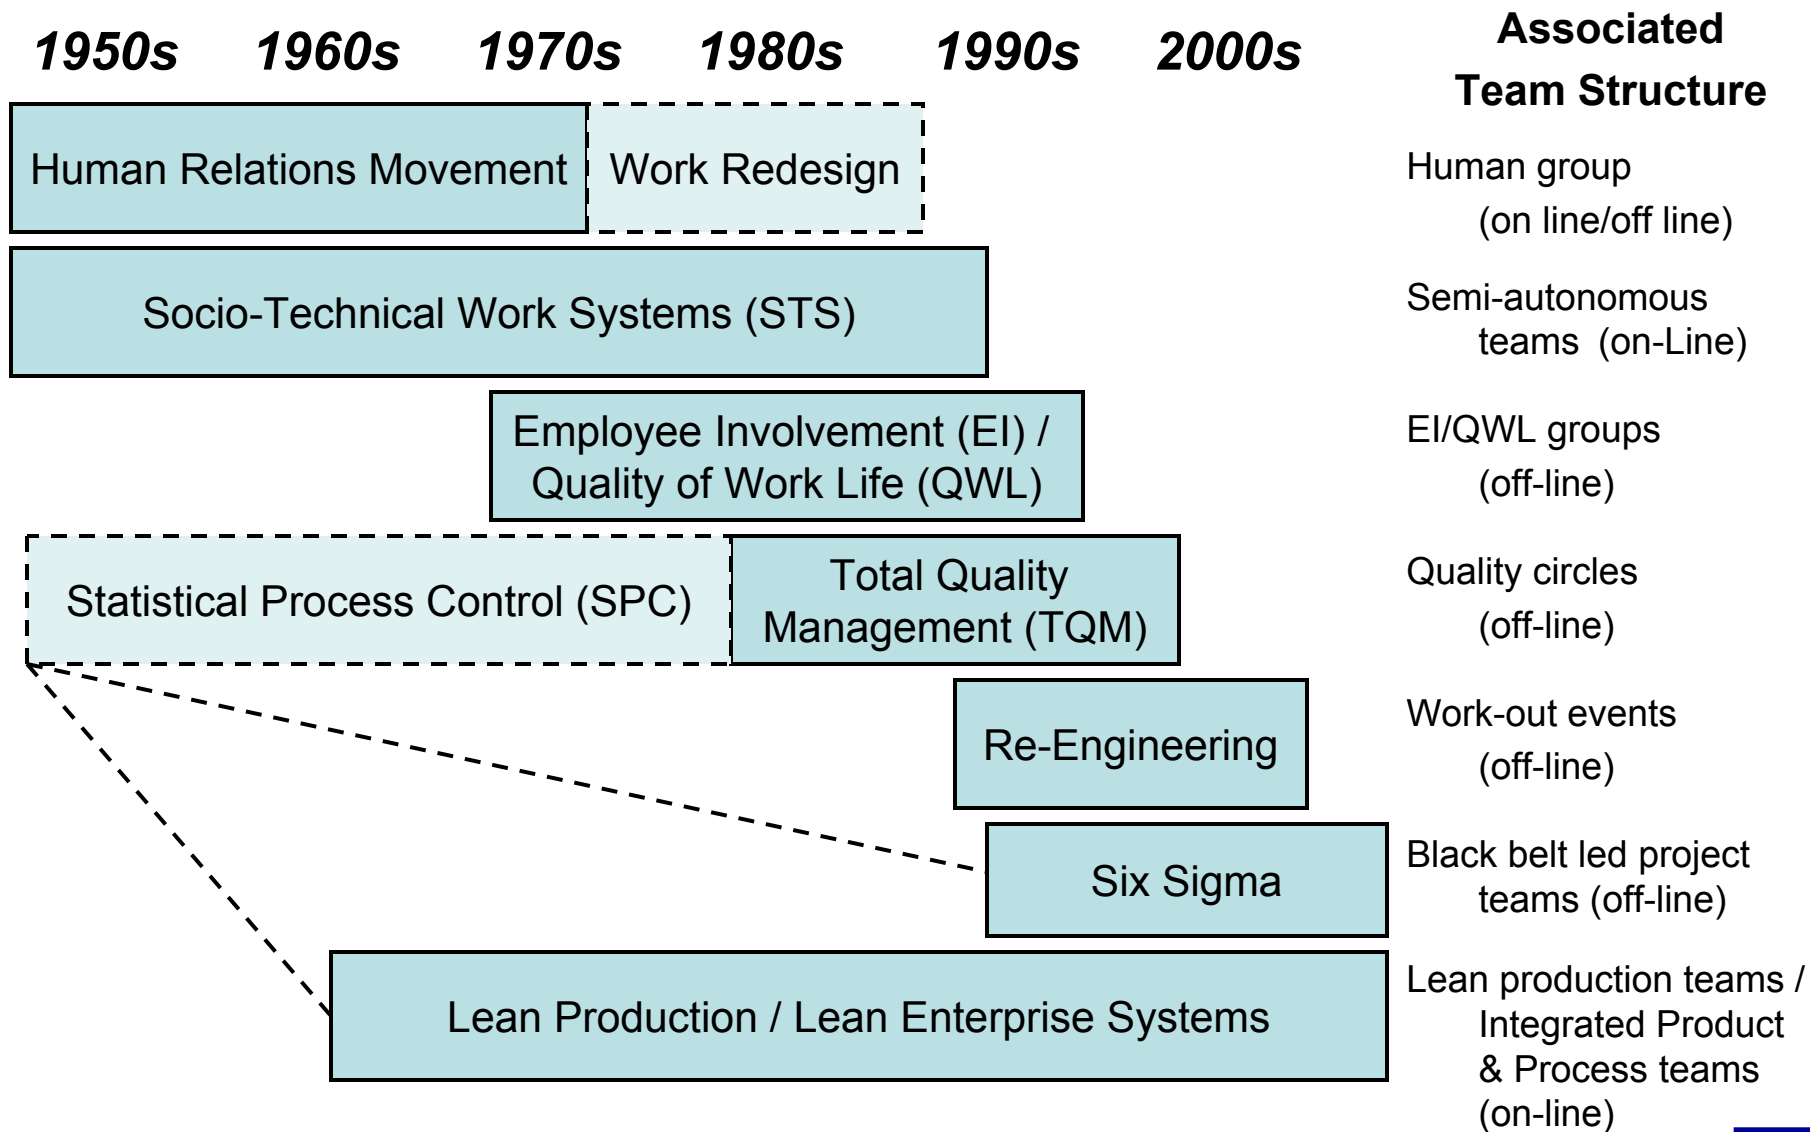 1950s 1960s 1970s 1980s 1990s 2000s
Associated
Team Structure
Human Relations Movement
Work Redesign
Human group
(on line/off line)
Socio-Technical Work Systems (STS)
Semi-autonomous
teams (on-Line)
Employee Involvement (EI) /
Quality of Work Life (QWL)
EI/QWL groups
(off-line)
Statistical Process Control (SPC)
Total Quality
Management (TQM)
Quality circles
(off-line)
Re-Engineering
Work-out events
(off-line)
Six Sigma
Black belt led project
teams (off-line)
Lean Production / Lean Enterprise Systems
Lean production teams /
Integrated Product
& Process teams
(on-line)